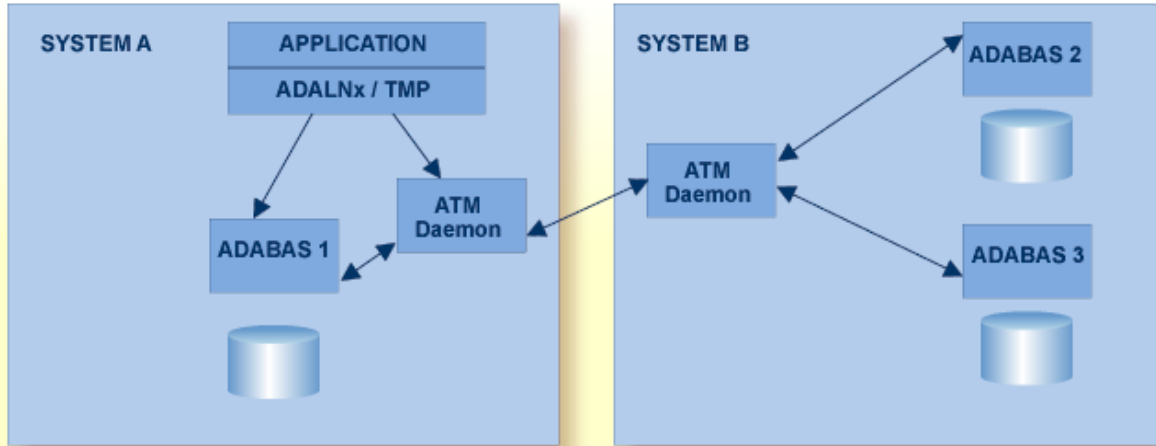 SYSTEM A
APPLICATION
ADALNx / TMP
ATM
Daemon
ADABAS 1
SYSTEM B
ADABAS 2
ATM
Daemon
ADABAS 3